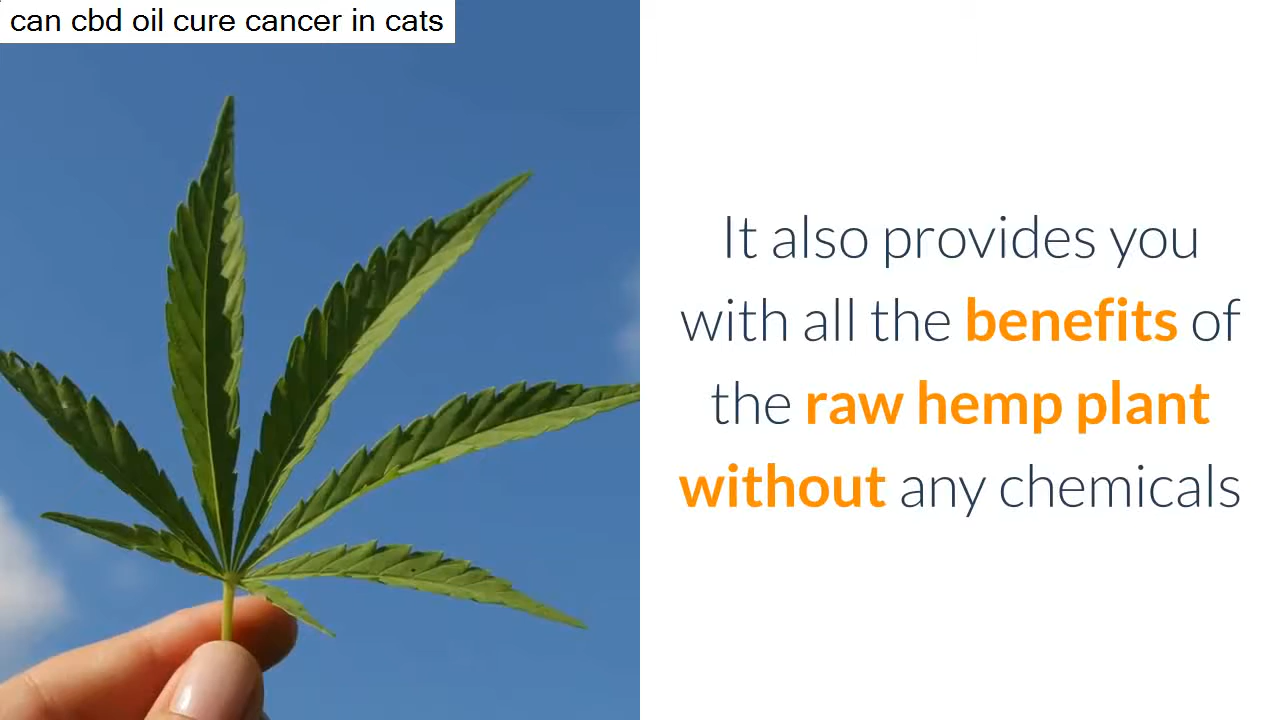 can cbd oil cure cancer in cats
It also provides you
with all the benefits of
the raw hemp plant
without any chemicals